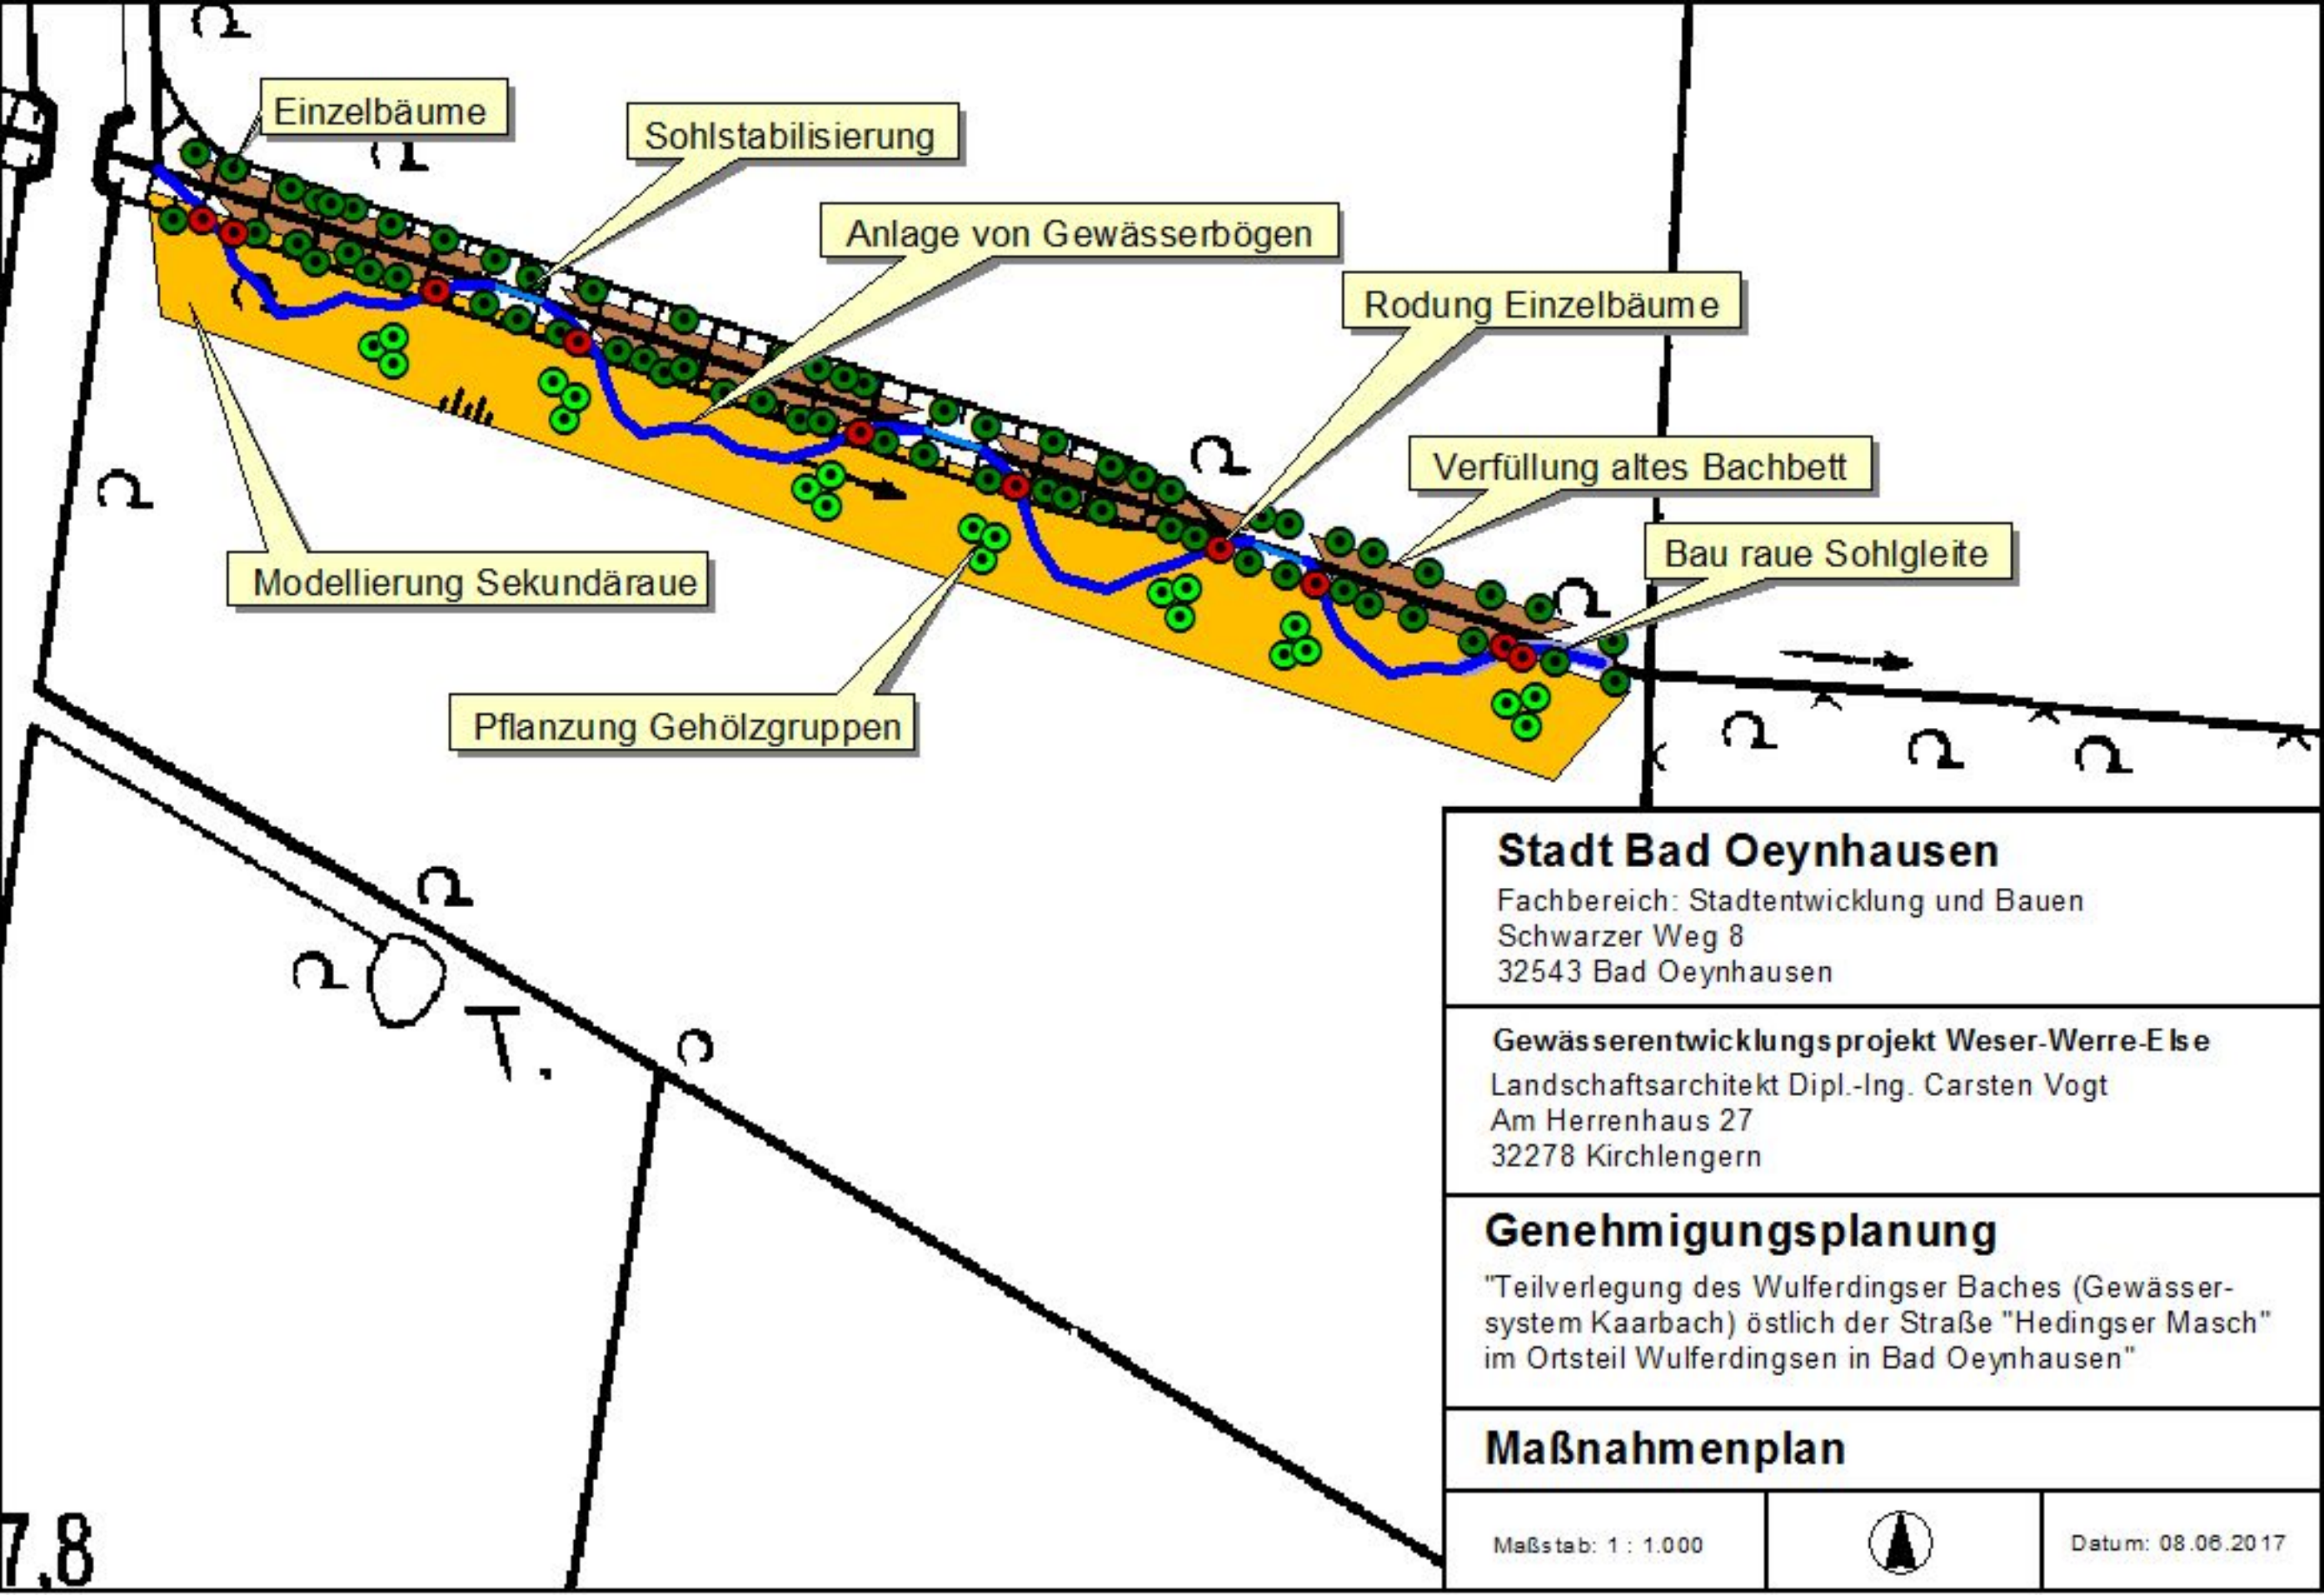 Einzelbäume
Sohlstabilisierung
Anlage von Gewässerbögen
Rodung Einzelbäume
Verfüllung altes Bachbett
Bau raue Sohlgleite
Modellierung Sekundäraue
Pflanzung Gehölzgruppen
Stadt Bad Oeynhausen
Fachbereich: Stadtentwicklung und Bauen
Schwarzer Weg 8
32543 Bad Oeynhausen
Gewässerentwicklungsprojekt Weser-Werre-Else
Landschaftsarchitekt Dipl.-Ing. Carsten Vogt
Am Herrenhaus 27
32278 Kirchlengern
Genehmigungsplanung
"Teilverlegung des Wulferdingser Baches (Gewässer-
system Kaarbach) östlich der Straße "Hedingser Masch"
im Ortsteil Wulferdingsen in Bad Oeynhausen"
Maßnahmenplan
Maßstab: 1 : 1.000
Datum: 08.06.2017
T.
7,8